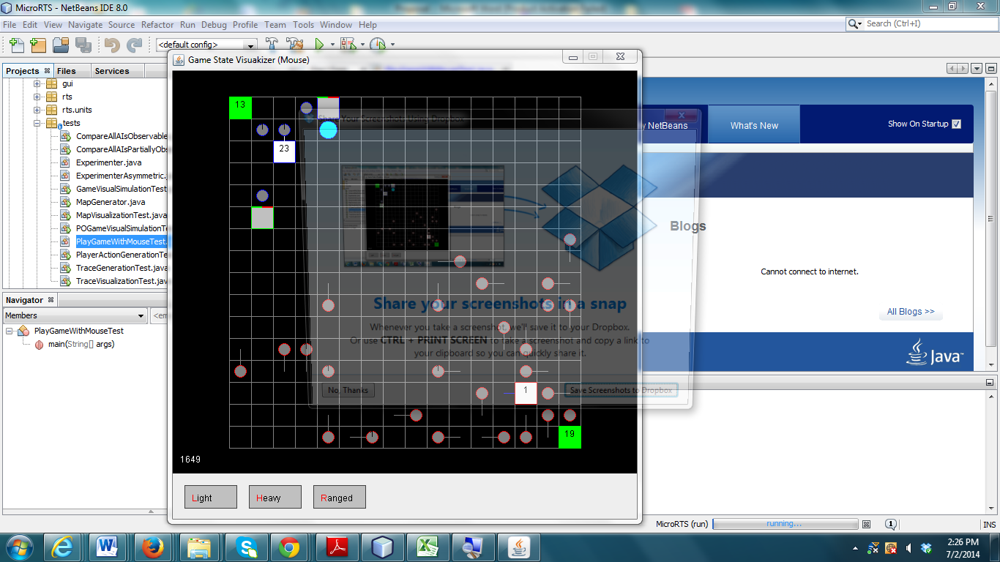 MicroRTS - NetBeans IDE 8.0
File Edit View Navigate Source Refactor Run Debug Profile Team Tools Window Help
Search (Ctrl+I)
<default config>
Game State Visuakizer (Mouse)
Projects Files Services
gui
rts
rts.units
tests
CompareAllAIsObservable
CompareAllAIsPartiallyObs
Experimenter.java
ExperimenterAsymmetric.j
GameVisualSimulationTest
MapGenerator.java
MapVisualizationTest.java
POGameVisualSimulationTe
PlayGameWithMouseTest.
PlayerActionGenerationTe
TraceGenerationTest.java
TraceVisualizationTest.jav
Navigator
Members
<em
PlayGameWithMouseTest
main(String[] args)
13
23
1
19
1649
Light Heavy Ranged
Share Your Screenshots Using Dropbox
Share your screenshots in a snap
Whenever you take a screenshot, we'll save it to your Dropbox.
Or use CTRL + PRINT SCREEN to take a screenshot and copy a link to
your clipboard so you can quickly share it.
No, Thanks
Save Screenshots to Dropbox
y NetBeans
What's New
Show On Startup
Blogs
Cannot connect to internet.
All Blogs >>
Java
MicroRTS (run)
running...
1
INS
2:26 PM
7/2/2014